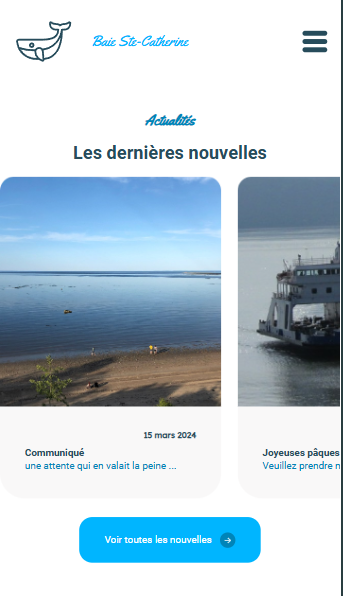 Baie Ste-Catherine
Actualités
Les dernières nouvelles
15 mars 2024
Communiqué
une attente qui en valait la peine ...
Joyeuses pâques
Veuillez prendre n
Voir toutes les nouvelles